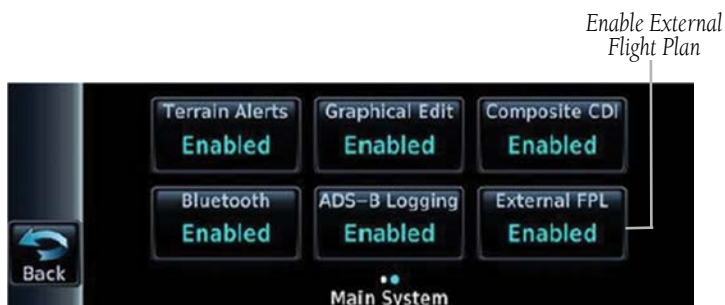 Enable External
Flight Plan
Terrain Alerts
Enabled
Graphical Edit
Enabled
Composite CDI
Enabled
Bluetooth
Enabled
ADS-B Logging
Enabled
External FPL
Enabled
Back
Main System